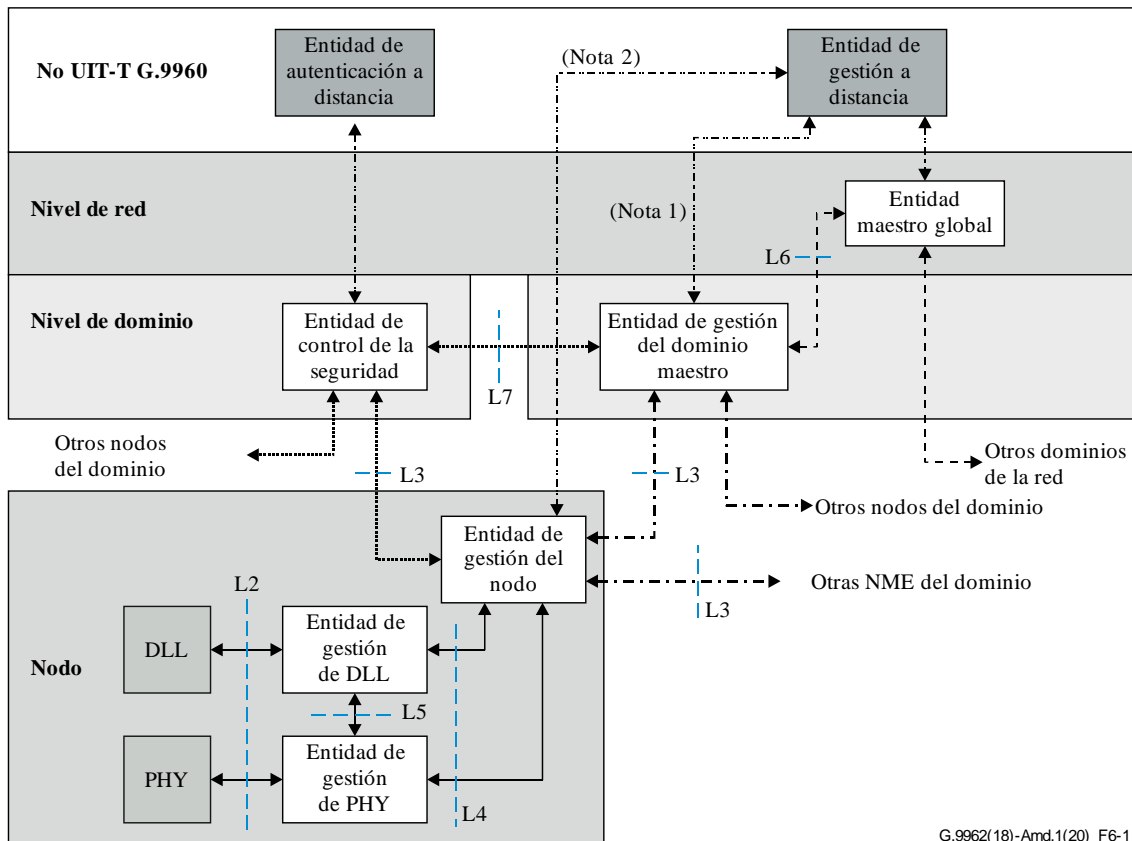 No UIT-T G.9960
Entidad de
autenticación a
distancia
(Nota 2)
Entidad de
gestión a
distancia
Nivel de red
(Nota 1)
Entidad
maestro global
L6
Nivel de dominio
Entidad de
control de la
seguridad
L7
Entidad de gestión
del dominio
maestro
Otros nodos
del dominio
L3
L3
Otros dominios
de la red
Otros nodos del dominio
Entidad de
gestión del
nodo
L3
Otras NME del dominio
L2
Nodo
DLL
Entidad de
gestión
de DLL
L5
PHY
Entidad de
gestión
de PHY
L4
G.9962(18)-Amd.1(20)_F6-1